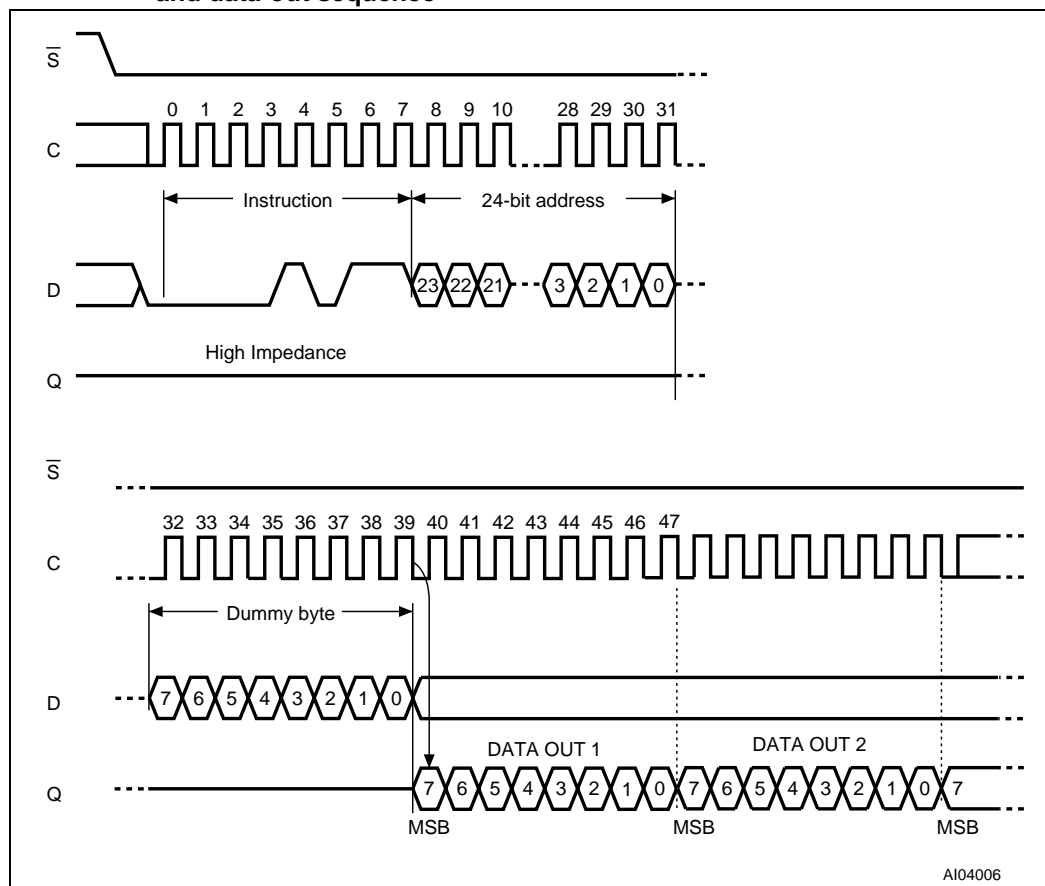 and data-out sequence
S
0 1 2 3 4 5 6 7 8 9 10 28 29 30 31
C
Instruction 24-bit address
D 23 22 21 3 2 1 0
High Impedance
Q
S
32 33 34 35 36 37 38 39 40 41 42 43 44 45 46 47
C
Dummy byte
D 7 6 5 4 3 2 1 0
DATA OUT 1 DATA OUT 2
Q 7 6 5 4 3 2 1 0 7 6 5 4 3 2 1 0 7
MSB MSB MSB
AI04006